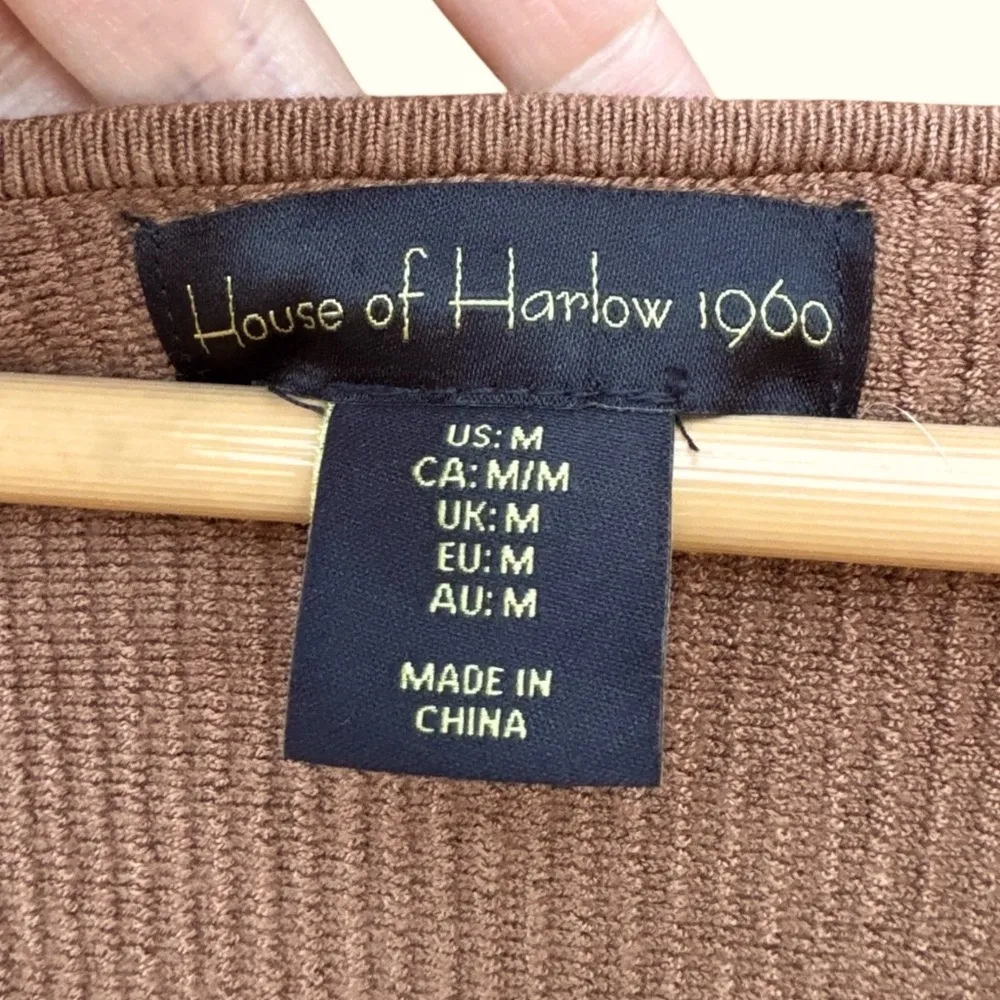 House of Harlow 1960
US: M
CA: M/M
UK: M
EU: M
AU: M
MADE IN
CHINA